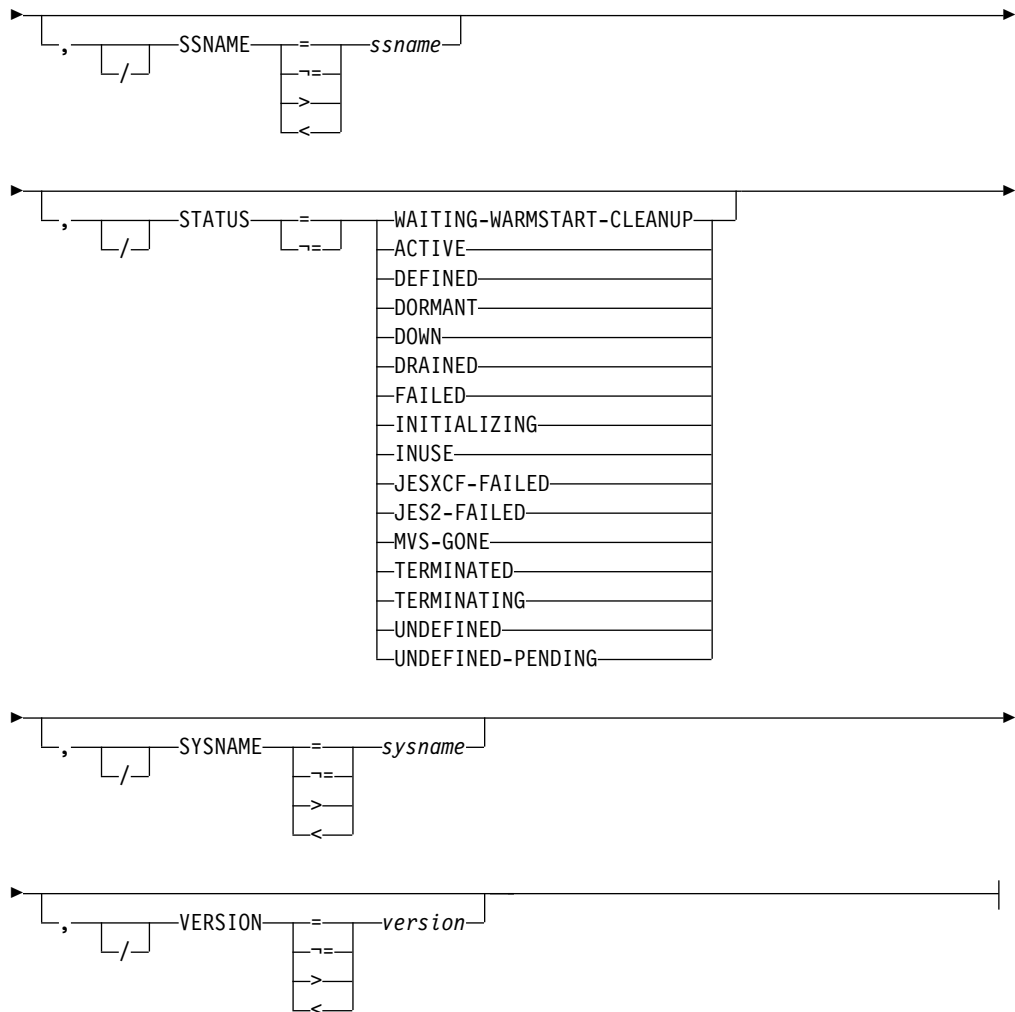 , / SSNAME = ssname
¬=
>
<
, / STATUS = WAITING-WARMSTART-CLEANUP
¬= ACTIVE
DEFINED
DORMANT
DOWN
DRAINED
FAILED
INITIALIZING
INUSE
JESXCF-FAILED
JES2-FAILED
MVS-GONE
TERMINATED
TERMINATING
UNDEFINED
UNDEFINED-PENDING
, / SYSNAME = sysname
¬=
>
<
, / VERSION = version
¬=
>
<